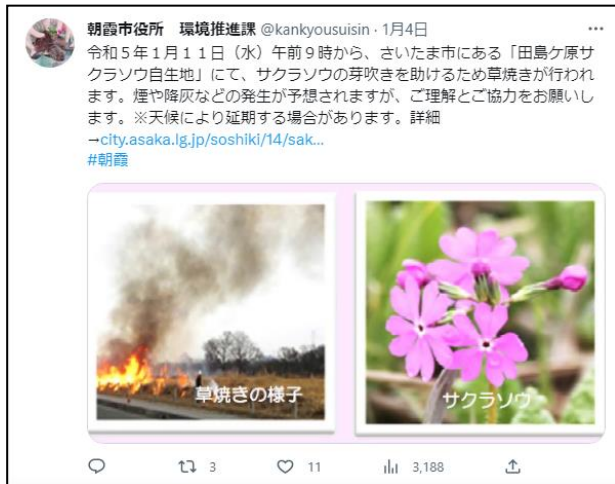 朝霞市役所　環境推進課 @kankyousuisin · 1月4日
令和５年１月１１日（水）午前９時から、さいたま市にある「田島ケ原サ
クラソウ自生地」にて、サクラソウの芽吹きを助けるため草焼きが行われ
ます。煙や降灰などの発生が予想されますが、ご理解とご協力をお願いし
ます。※天候により延期する場合があります。詳細
→city.asaka.lg.jp/soshiki/14/sak...
#朝霞
草焼きの様子
サクラソウ
3 11 3,188